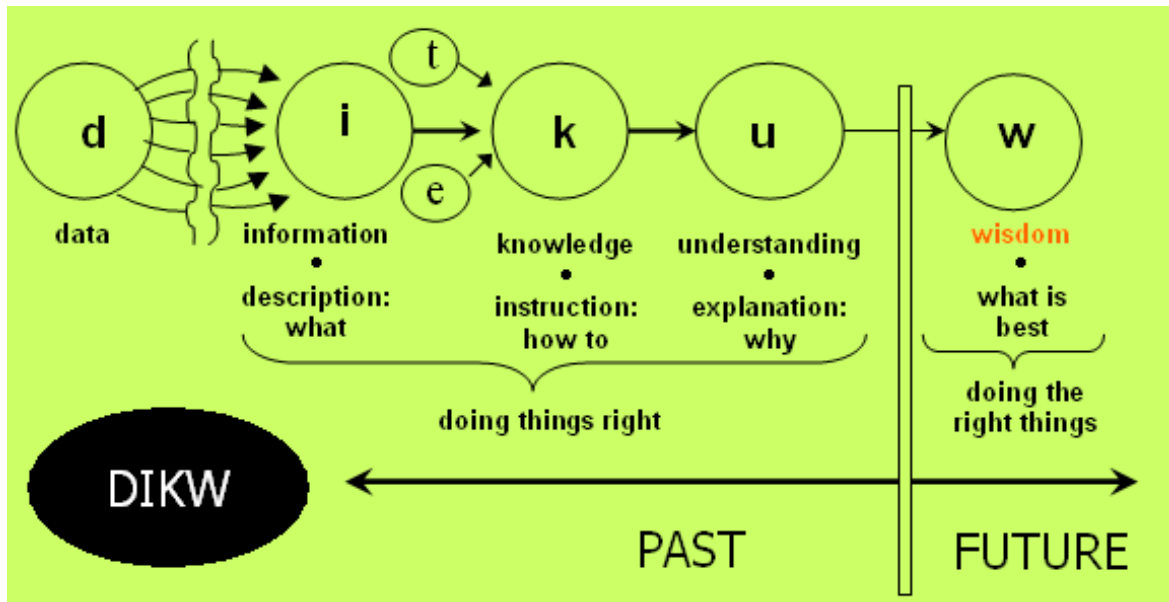 d
i
t
e
k
u
w
data
information
description:
what
knowledge
instruction:
how to
understanding
explanation:
why
wisdom
what is
best
doing things right
doing the
right things
DIKW
PAST
FUTURE